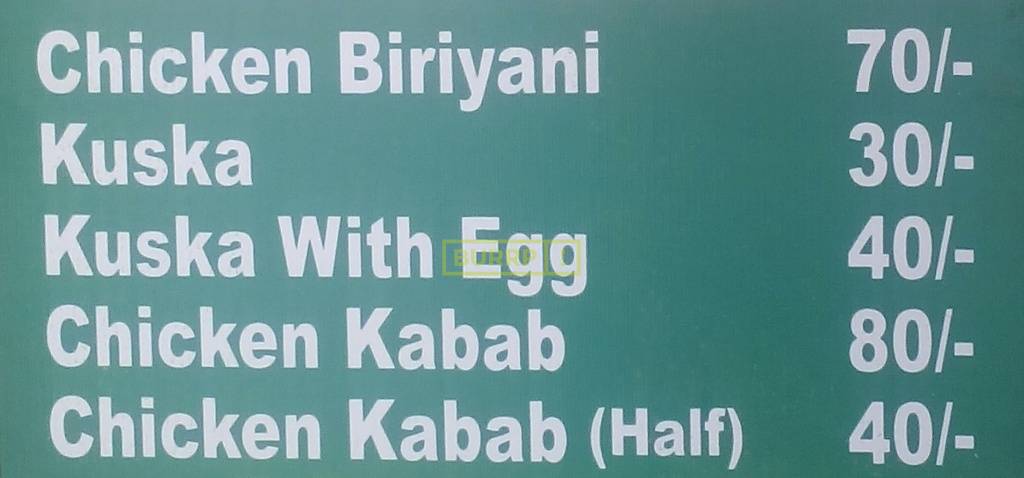 Chicken Biriyani 70/-
Kuska 30/-
Kuska With Egg 40/-
BURRP
Chicken Kabab 80/-
Chicken Kabab (Half) 40/-